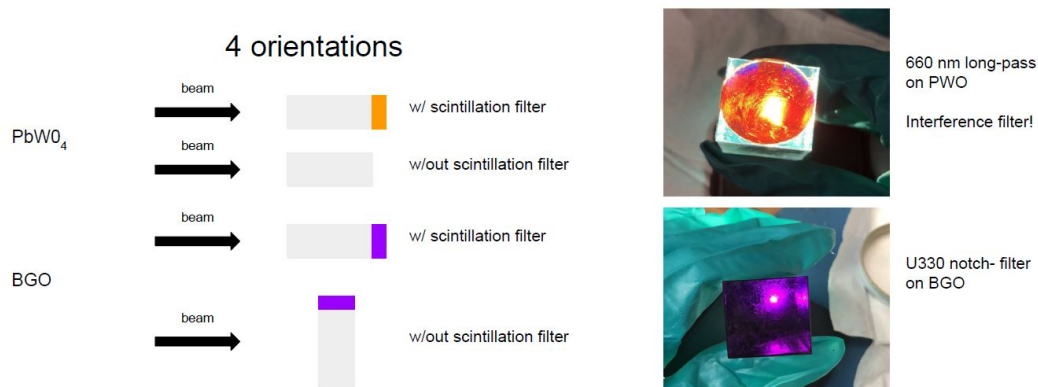 4 orientations
beam
w/ scintillation filter
PbW0₄
beam
w/out scintillation filter
beam
w/ scintillation filter
BGO
beam
w/out scintillation filter
660 nm long-pass
on PWO
Interference filter!
U330 notch- filter
on BGO